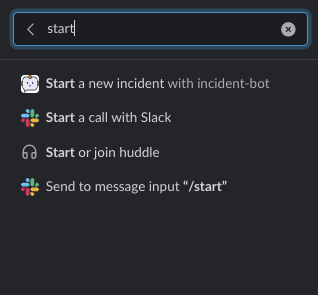 start
Start a new incident with incident-bot
Start a call with Slack
Start or join huddle
Send to message input “/start”